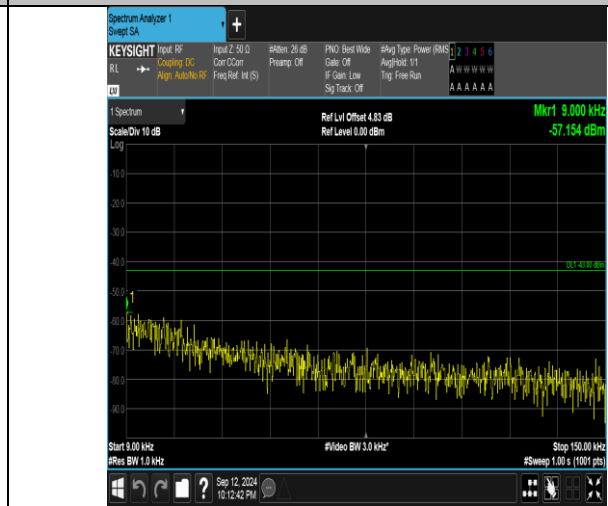 Spectrum Analyzer 1
Swept SA
+
KEYSIGHT Input: RF Input Z: 50 Ω #Atten: 26 dB PNO: Best Wide #Avg Type: Power (RMS 1 2 3 4 5 6
RL Coupling: DC Corr CCorr Preamp: Off Gate: Off Avg|Hold: 1/1 A W W W W W
Align: Auto/No RF Freq Ref: Int (S) IF Gain: Low Trig: Free Run A A A A A A
Sig Track: Off
1 Spectrum Ref Lvl Offset 4.83 dB Mkr1 9.000 kHz
Scale/Div 10 dB Ref Level 0.00 dBm -57.154 dBm
Log
-10.0
-20.0
-30.0
-40.0
DL1 -43.00 dBm
-50.0
1
-60.0
-70.0
-80.0
-90.0
Start 9.00 kHz #Video BW 3.0 kHz* Stop 150.00 kHz
#Res BW 1.0 kHz #Sweep 1.00 s (1001 pts)
? Sep 12, 2024
10:12:42 PM